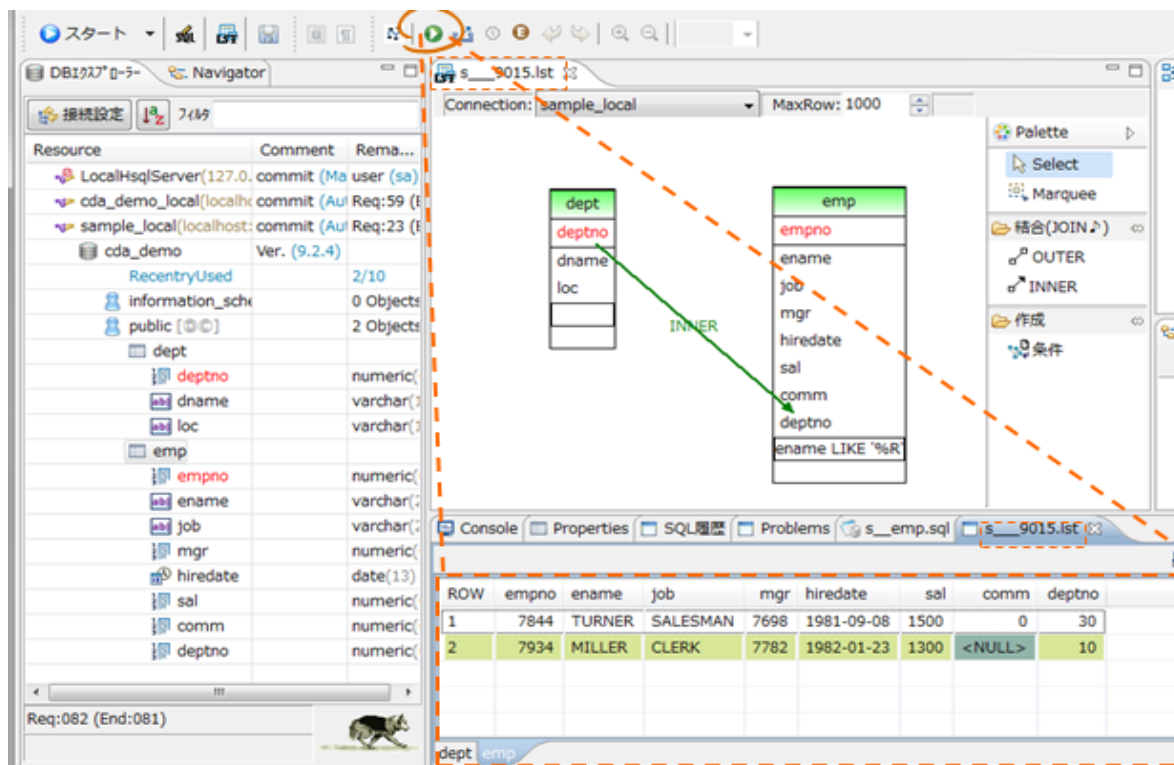 スタート
DBｴｸｽﾌﾟﾛｰﾗｰ
Navigator
接続設定
ﾌｨﾙﾀ
Resource Comment Rema...
LocalHsqlServer(127.0. commit (Ma user (sa)
cda_demo_local(localh commit (Aut Req:59 (E
sample_local(localhost: commit (Aut Req:23 (E
cda_demo Ver. (9.2.4)
RecentryUsed 2/10
information_sche 0 Objects
public 2 Objects
dept
deptno numeric(
dname varchar(
loc varchar(
emp
empno numeric(
ename varchar(
job varchar(
mgr numeric(
hiredate date(13)
sal numeric(
comm numeric(
deptno numeric(
Req:082 (End:081)
s___9015.lst
Connection: sample_local MaxRow: 1000
dept
deptno
dname
loc
INNER
emp
empno
ename
job
mgr
hiredate
sal
comm
deptno
ename LIKE '%R'
Palette
Select
Marquee
結合(JOIN♪)
OUTER
INNER
作成
条件
Console Properties SQL履歴 Problems s__emp.sql s___9015.lst
ROW empno ename job mgr hiredate sal comm deptno
1 7844 TURNER SALESMAN 7698 1981-09-08 1500 0 30
2 7934 MILLER CLERK 7782 1982-01-23 1300 <NULL> 10
dept emp